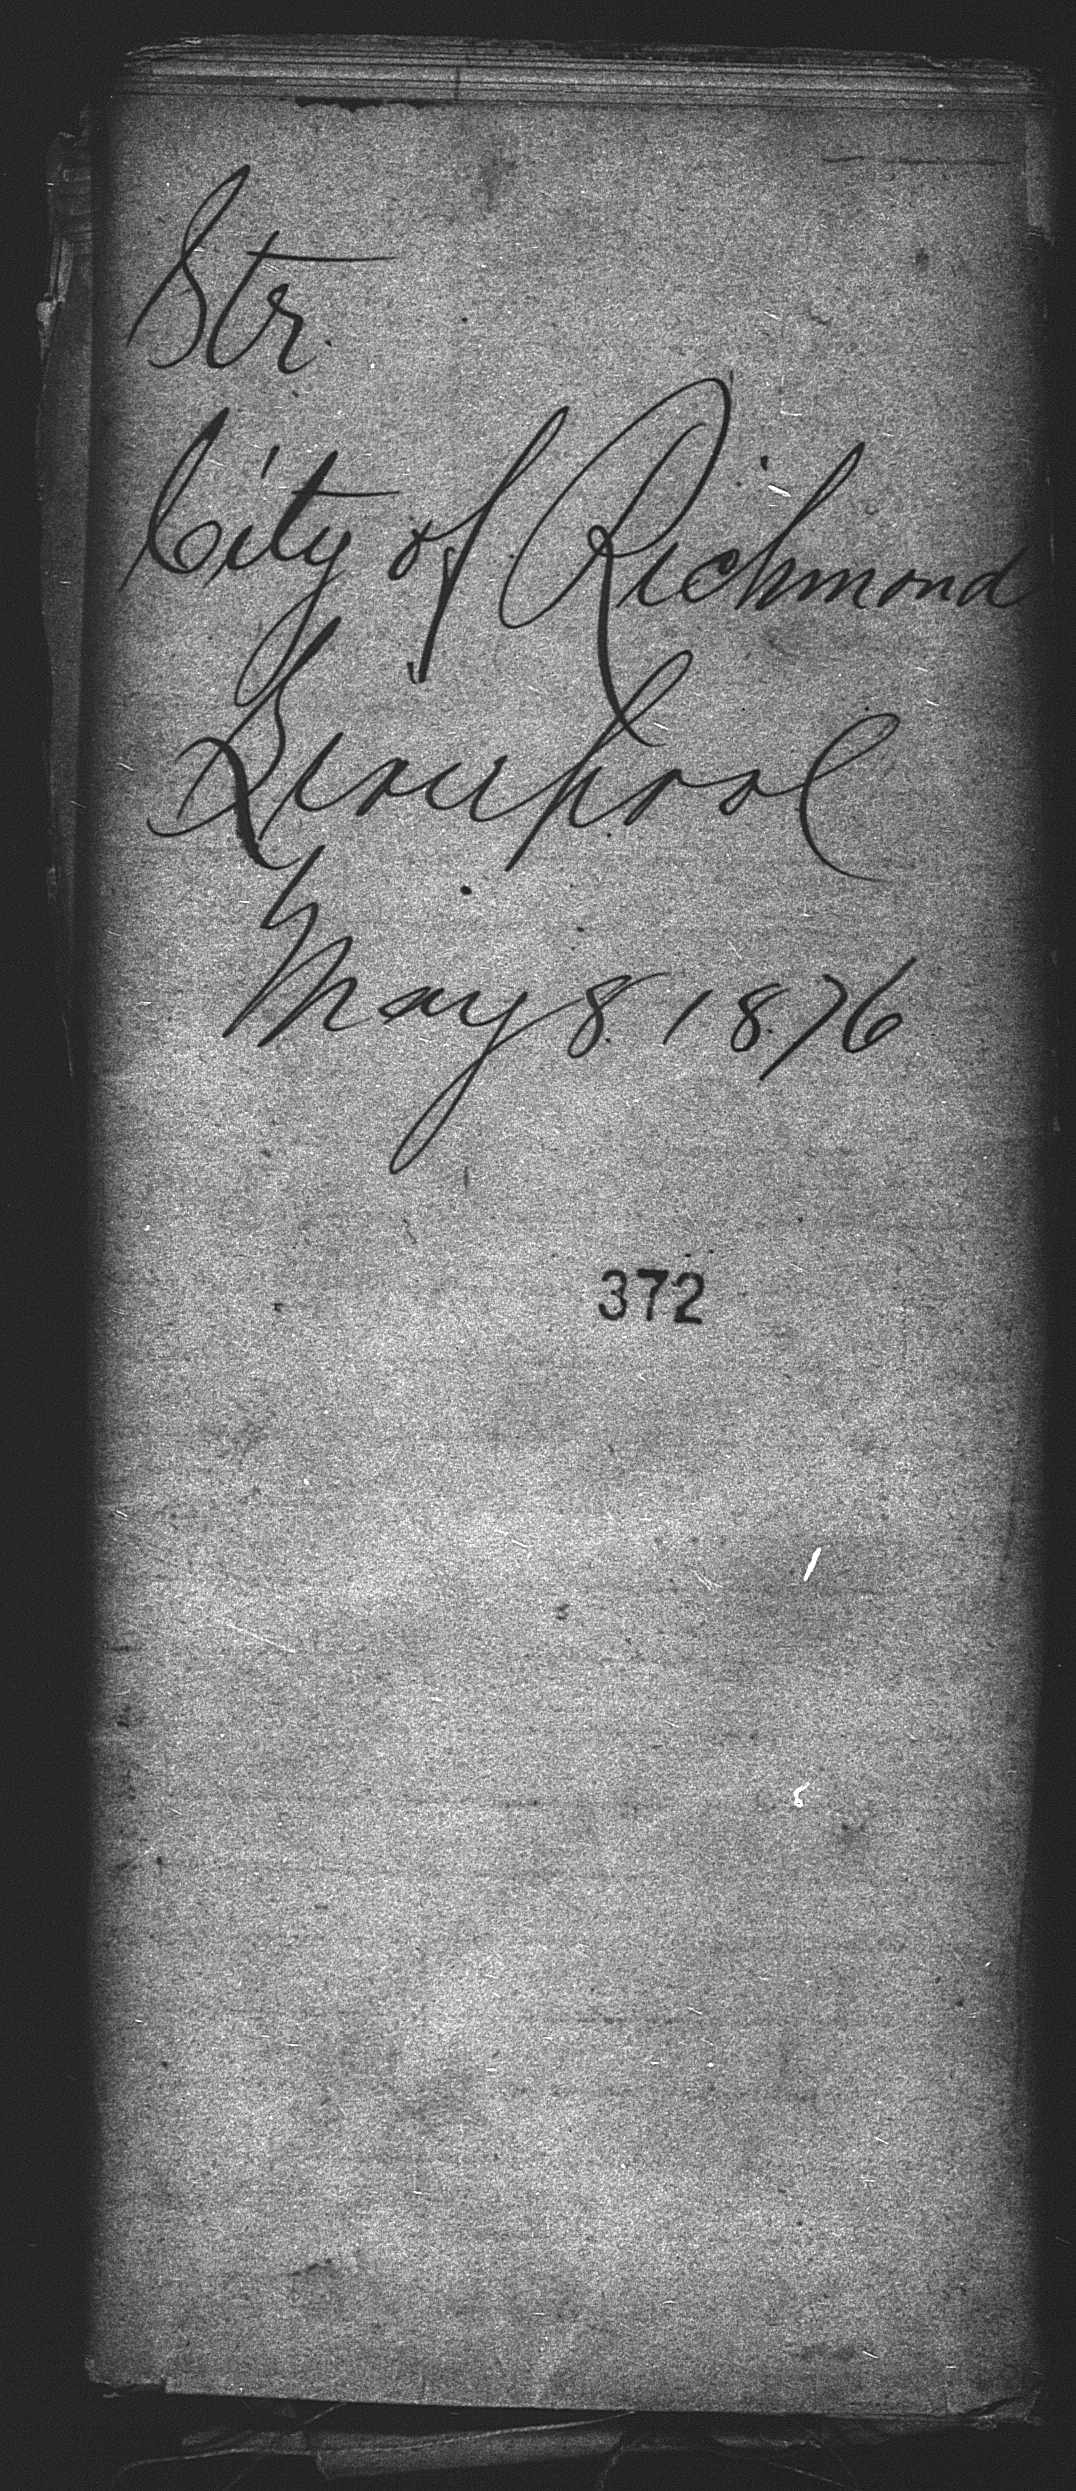 Str.
City of Richmond
Liverpool
May 8. 1876
372